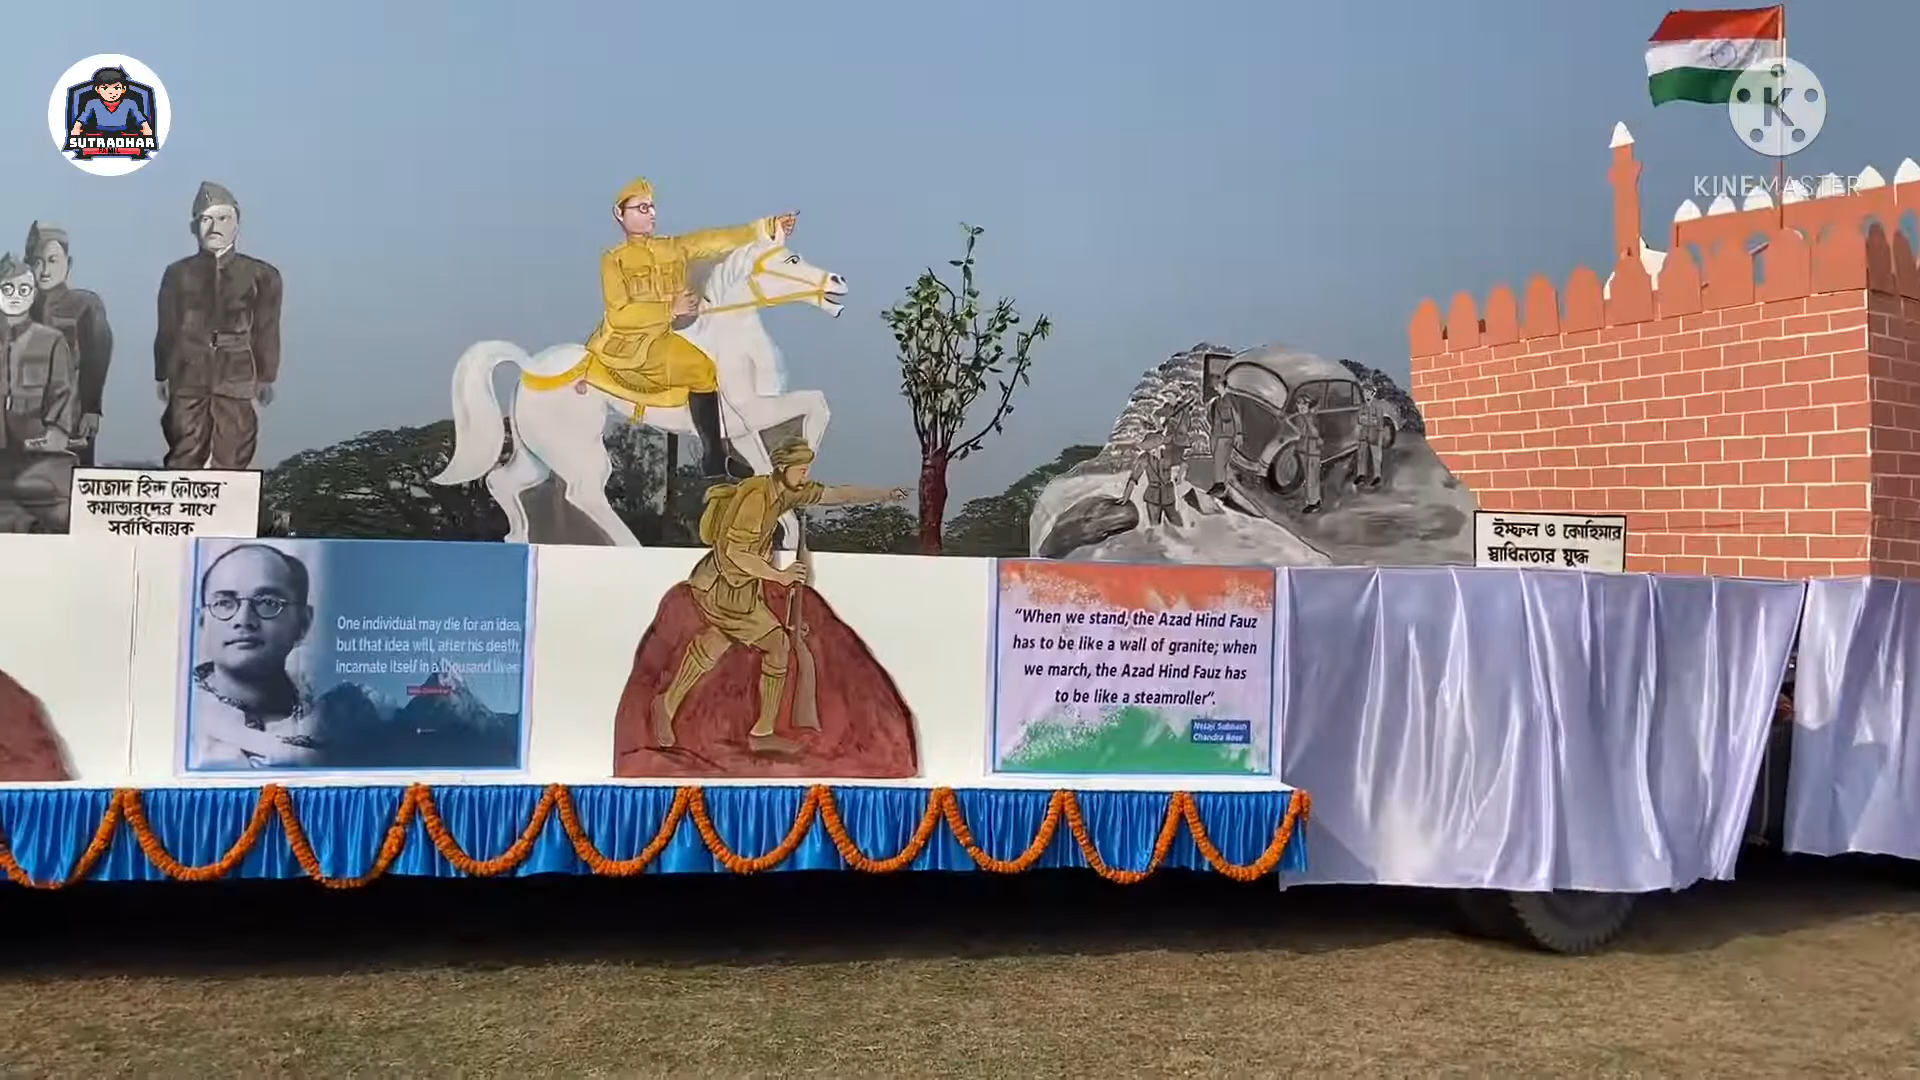 SUTRADHAR
KINEMASTER
আজাদ হিন্দ ফৌজের
কমান্ডারদের সাথে
সর্বাধিনায়ক
ইম্ফল ও কোহিমার
স্বাধিনতার যুদ্ধ
One individual may die for an idea,
but that idea will, after his death,
incarnate itself in a thousand lives.
"When we stand, the Azad Hind Fauz
has to be like a wall of granite; when
we march, the Azad Hind Fauz has
to be like a steamroller".
Netaji Subhash
Chandra Bose